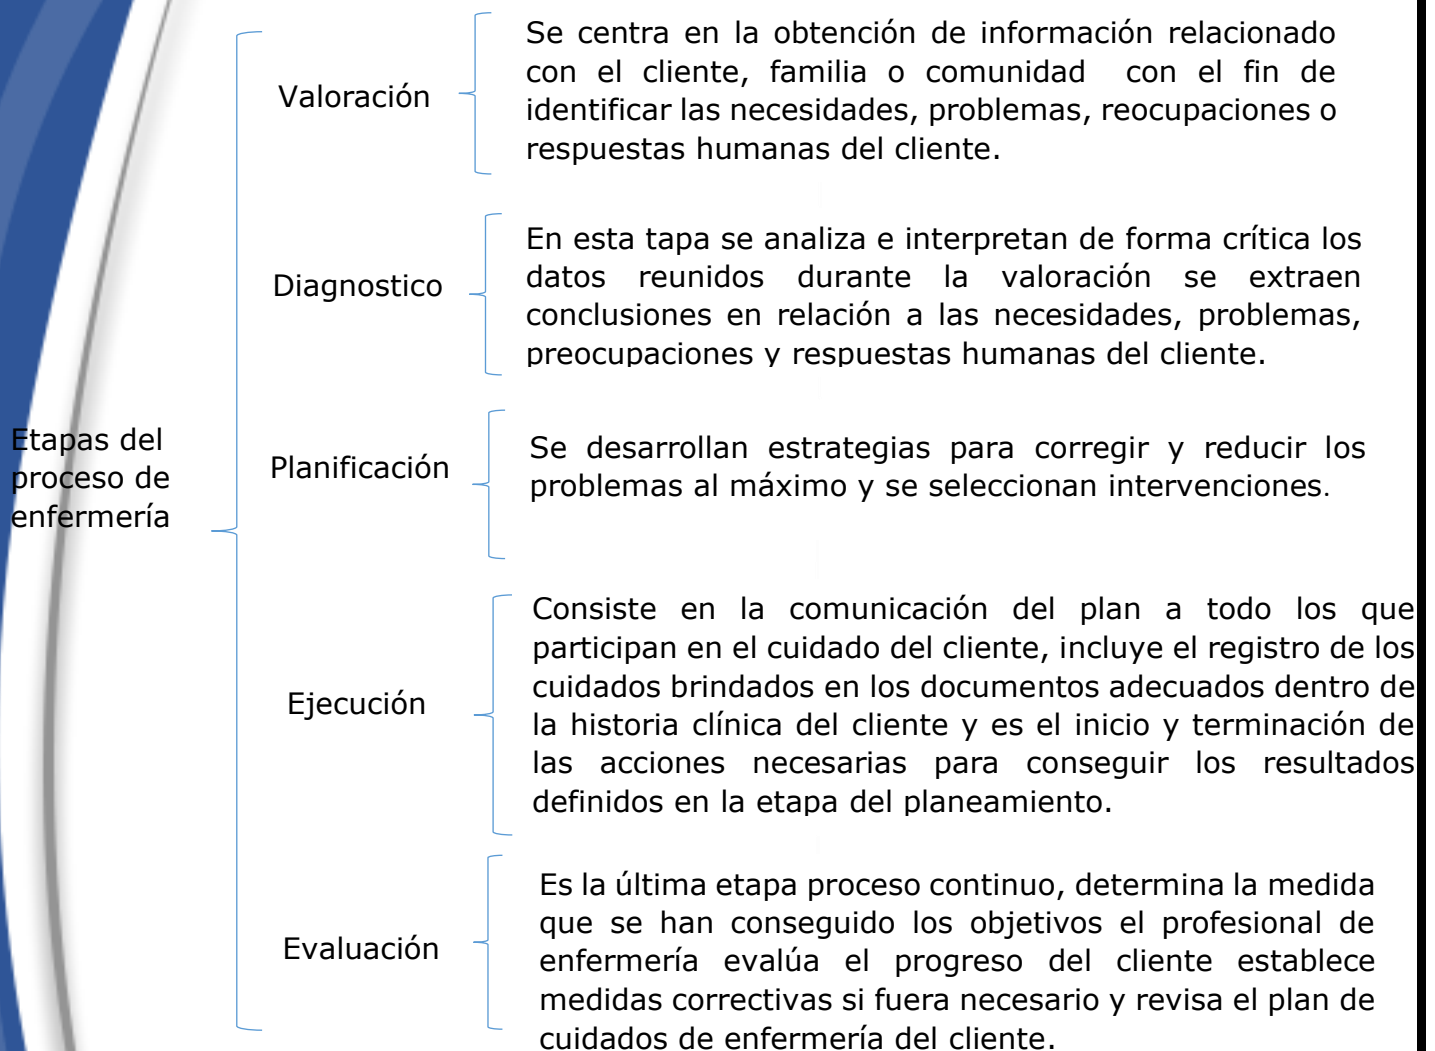 Etapas del
proceso de
enfermería
Valoración
Se centra en la obtención de información relacionado
con el cliente, familia o comunidad con el fin de
identificar las necesidades, problemas, reocupaciones o
respuestas humanas del cliente.
Diagnostico
En esta tapa se analiza e interpretan de forma crítica los
datos reunidos durante la valoración se extraen
conclusiones en relación a las necesidades, problemas,
preocupaciones y respuestas humanas del cliente.
Planificación
Se desarrollan estrategias para corregir y reducir los
problemas al máximo y se seleccionan intervenciones.
Ejecución
Consiste en la comunicación del plan a todo los que
participan en el cuidado del cliente, incluye el registro de los
cuidados brindados en los documentos adecuados dentro de
la historia clínica del cliente y es el inicio y terminación de
las acciones necesarias para conseguir los resultados
definidos en la etapa del planeamiento.
Evaluación
Es la última etapa proceso continuo, determina la medida
que se han conseguido los objetivos el profesional de
enfermería evalúa el progreso del cliente establece
medidas correctivas si fuera necesario y revisa el plan de
cuidados de enfermería del cliente.